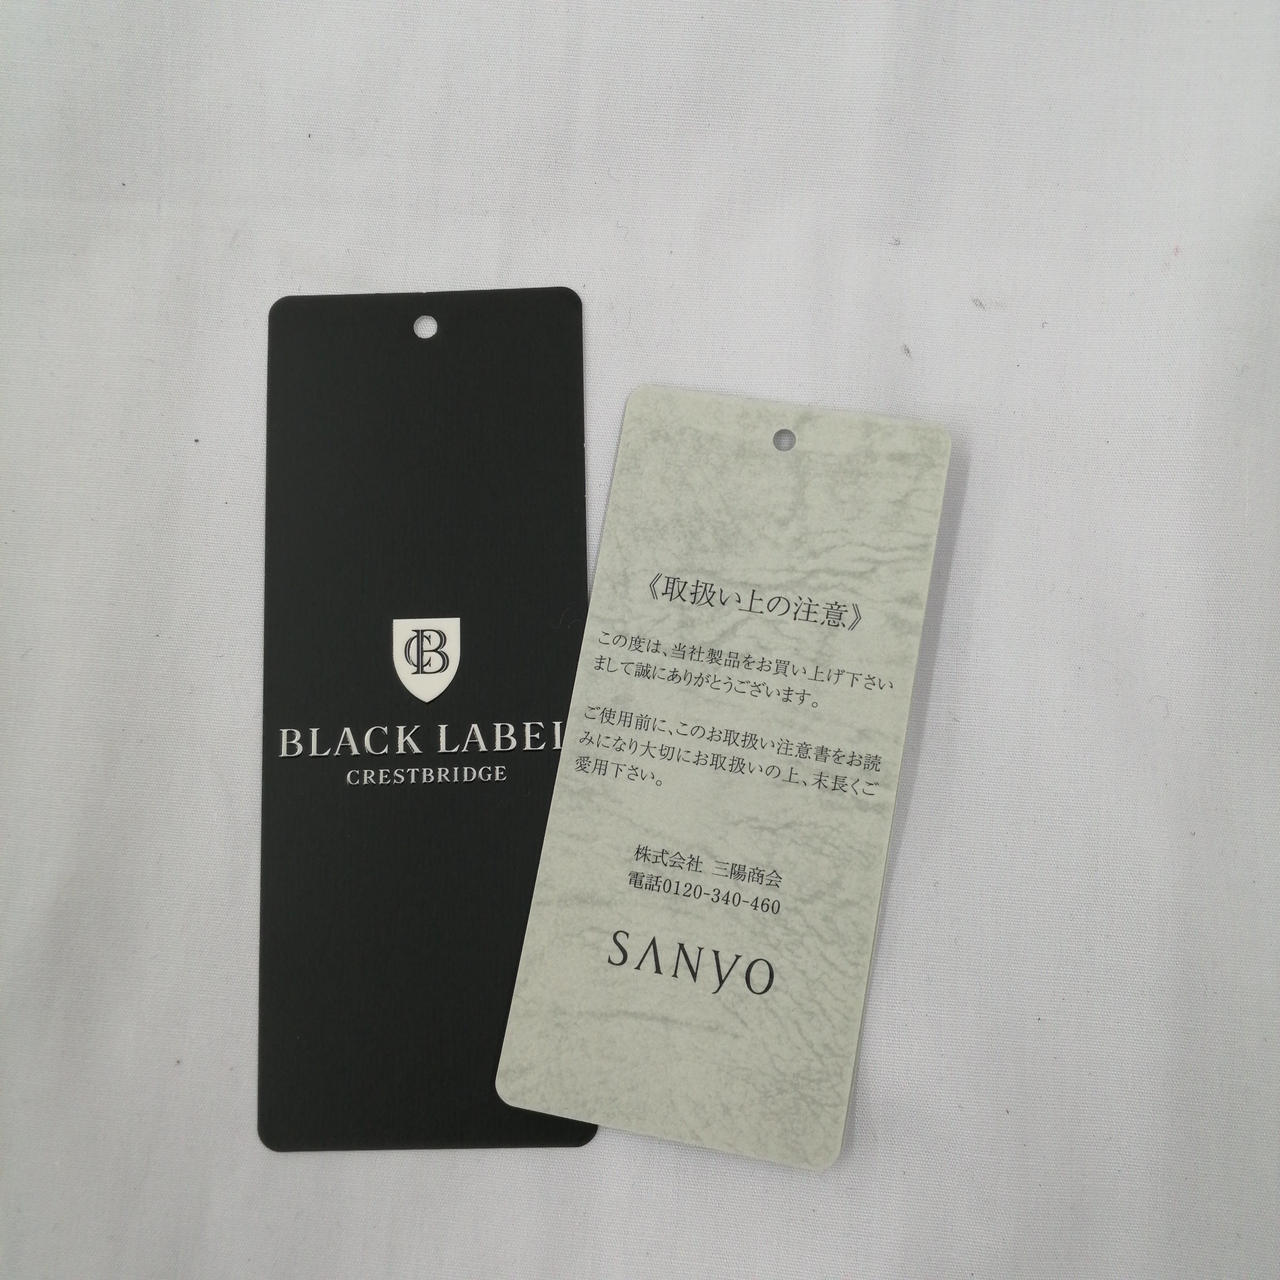 CB
BLACK LABEL
CRESTBRIDGE
《取扱い上の注意》
この度は、当社製品をお買い上げ下さい
まして誠にありがとうございます。
ご使用前に、このお取扱い注意書をお読
みになり大切にお取扱いの上、末長くご
愛用下さい。
株式会社 三陽商会
電話0120-340-460
SANYO